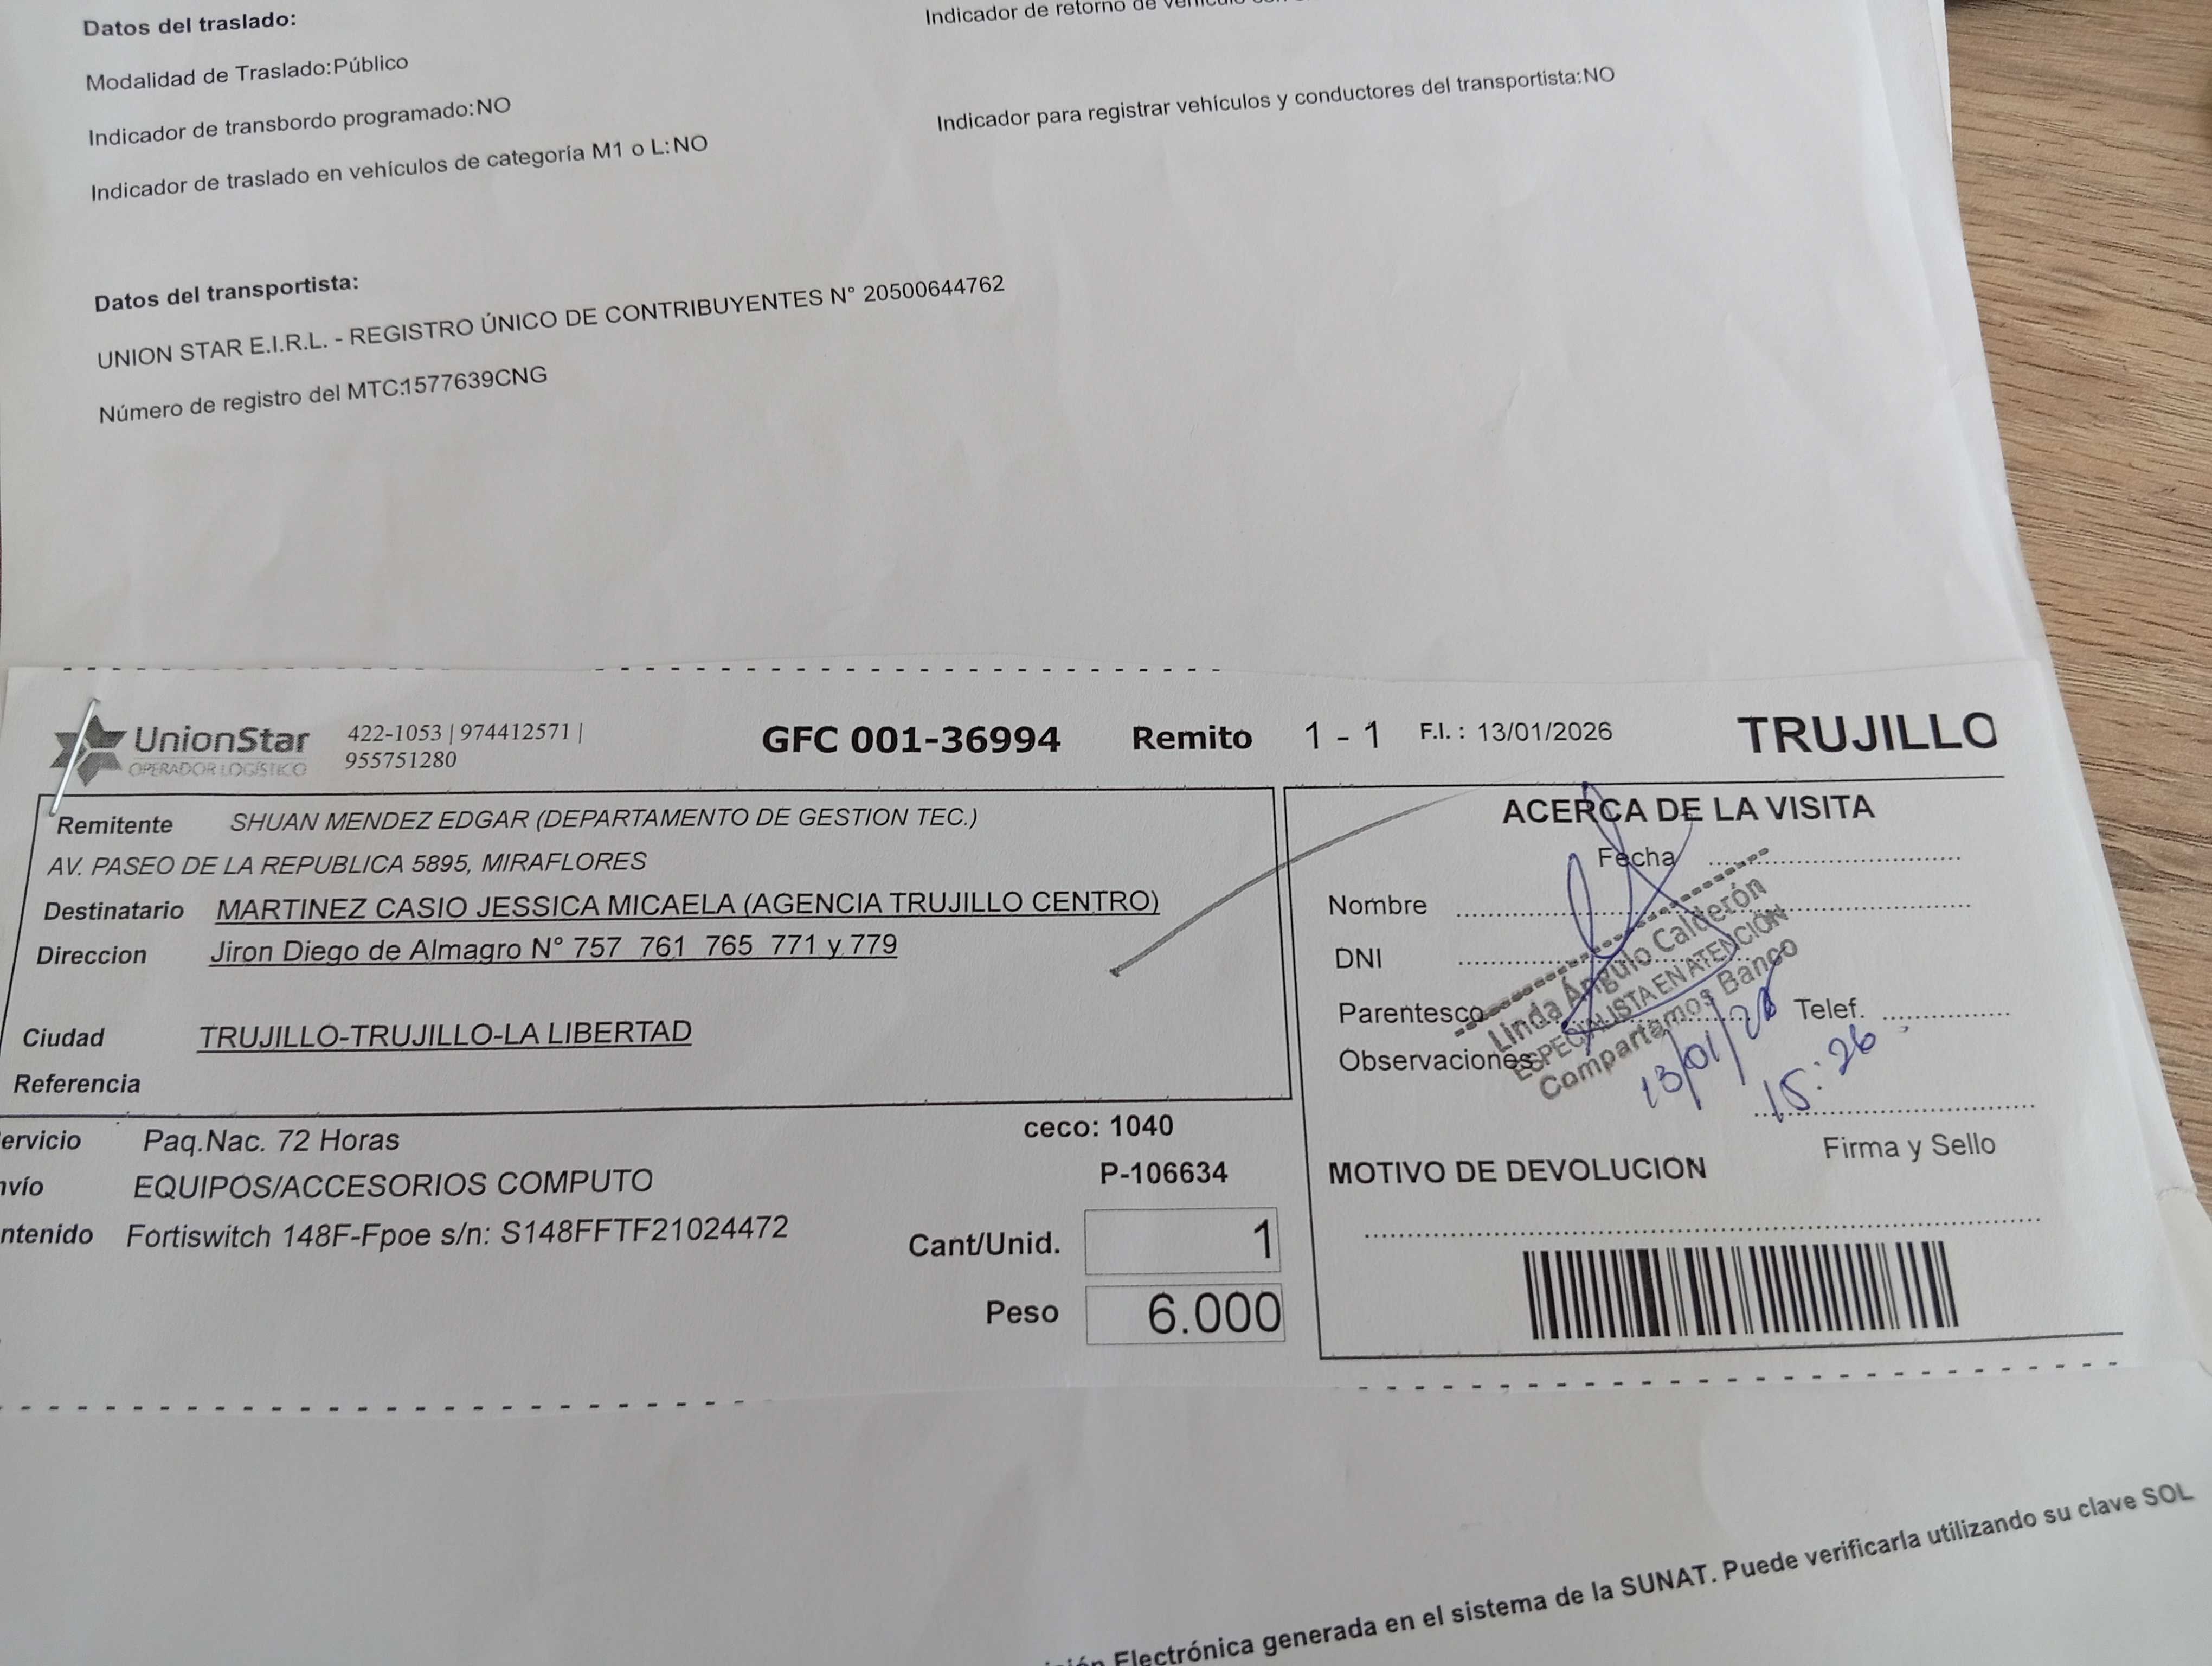 Datos del traslado:
Indicador de retorno de
Modalidad de Traslado:Público
Indicador de transbordo programado:NO
Indicador para registrar vehículos y conductores del transportista:NO
Indicador de traslado en vehículos de categoría M1 o L:NO
Datos del transportista:
UNION STAR E.I.R.L. - REGISTRO ÚNICO DE CONTRIBUYENTES N° 20500644762
Número de registro del MTC:1577639CNG
UnionStar
OPERADOR LOGÍSTICO
422-1053 | 974412571 |
955751280
GFC 001-36994 Remito 1 - 1 F.I. : 13/01/2026 TRUJILLO
Remitente SHUAN MENDEZ EDGAR (DEPARTAMENTO DE GESTION TEC.)
AV. PASEO DE LA REPUBLICA 5895, MIRAFLORES
Destinatario MARTINEZ CASIO JESSICA MICAELA (AGENCIA TRUJILLO CENTRO)
Direccion Jiron Diego de Almagro N° 757 761 765 771 y 779
Ciudad TRUJILLO-TRUJILLO-LA LIBERTAD
Referencia
ervicio Paq.Nac. 72 Horas
ceco: 1040
nvío EQUIPOS/ACCESORIOS COMPUTO
P-106634
ntenido Fortiswitch 148F-Fpoe s/n: S148FFTF21024472
Cant/Unid. 1
Peso 6.000
ACERCA DE LA VISITA
Fecha
Nombre
DNI
Parentesco
Telef.
Observaciones
Linda Ángulo Calderón
ESPECIALISTA EN ATENCIÓN
Compartamos Banco
13/01/26
15:26
Firma y Sello
MOTIVO DE DEVOLUCION
Electrónica generada en el sistema de la SUNAT. Puede verificarla utilizando su clave SOL